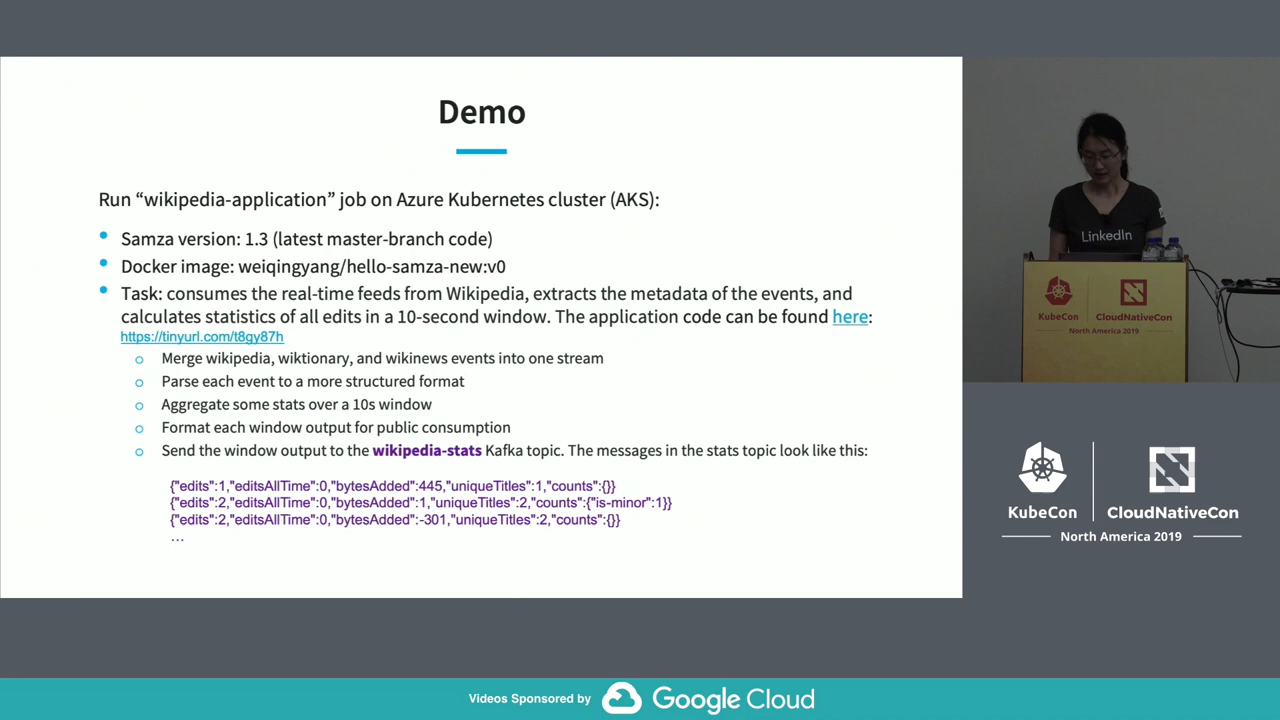 Demo
Run “wikipedia-application” job on Azure Kubernetes cluster (AKS):
Samza version: 1.3 (latest master-branch code)
Docker image: weiqingyang/hello-samza-new:v0
Task: consumes the real-time feeds from Wikipedia, extracts the metadata of the events, and
calculates statistics of all edits in a 10-second window. The application code can be found here:
https://tinyurl.com/t8gy87h
Merge wikipedia, wiktionary, and wikinews events into one stream
Parse each event to a more structured format
Aggregate some stats over a 10s window
Format each window output for public consumption
Send the window output to the wikipedia-stats Kafka topic. The messages in the stats topic look like this:
{"edits":1,"editsAllTime":0,"bytesAdded":445,"uniqueTitles":1,"counts":{}}
{"edits":2,"editsAllTime":0,"bytesAdded":1,"uniqueTitles":2,"counts":{"is-minor":1}}
{"edits":2,"editsAllTime":0,"bytesAdded":-301,"uniqueTitles":2,"counts":{}}
…
LinkedIn
KubeCon CloudNativeCon
North America 2019
KubeCon CloudNativeCon
North America 2019
Videos Sponsored by Google Cloud